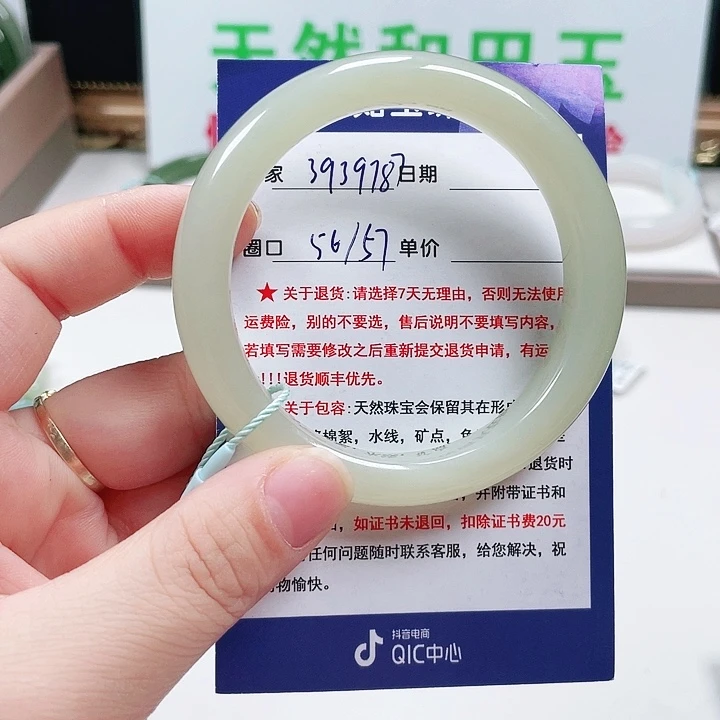 天然和田玉
家 3939787 日期
圈口 56/57 单价
★ 关于退货:请选择7天无理由，否则无法使用
运费险，别的不要选，售后说明不要填写内容，
若填写需要修改之后重新提交退货申请，有运
!!!退货顺丰优先。
关于包容:天然珠宝会保留其在形成
棉絮，水线，矿点，
退货时
并附带证书和
，如证书未退回，扣除证书费20元
任何问题随时联系客服，给您解决，祝
物愉快。
抖音电商
QIC中心